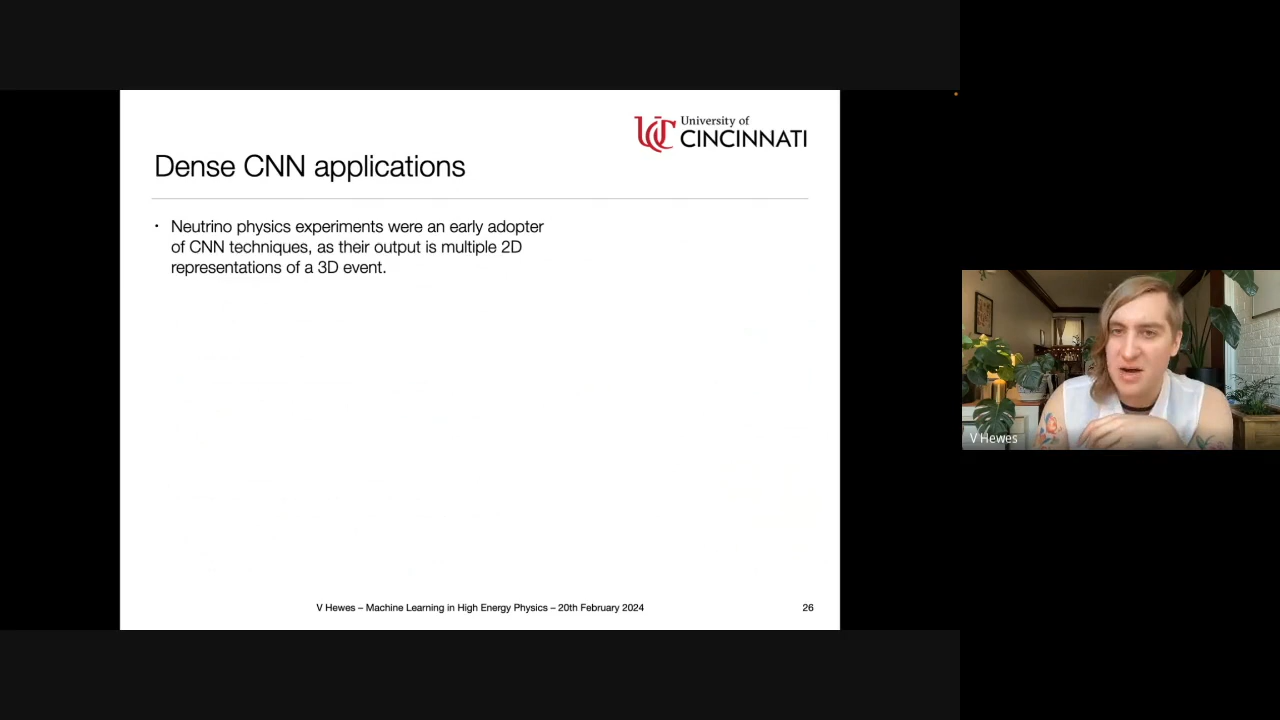 University of
CINCINNATI
Dense CNN applications
• Neutrino physics experiments were an early adopter
of CNN techniques, as their output is multiple 2D
representations of a 3D event.
V Hewes – Machine Learning in High Energy Physics – 20th February 2024
26
V Hewes